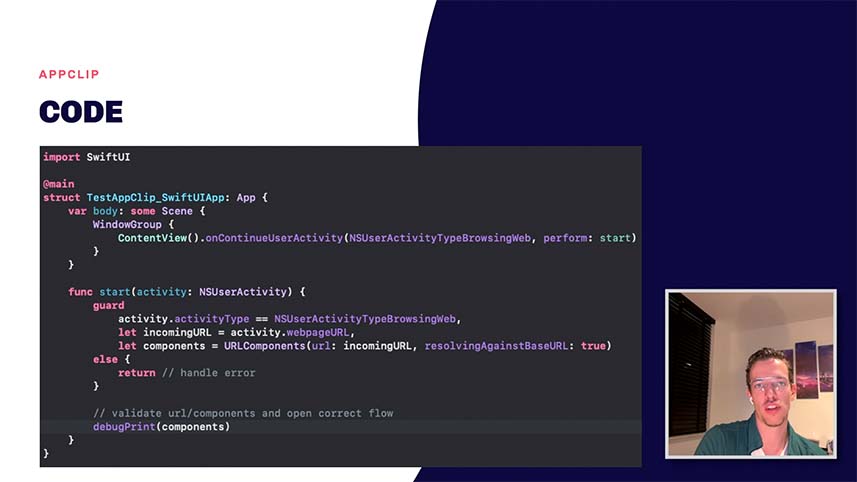 APPCLIP
CODE
import SwiftUI
@main
struct TestAppClip_SwiftUIApp: App {
var body: some Scene {
WindowGroup {
ContentView().onContinueUserActivity(NSUserActivityTypeBrowsingWeb, perform: start)
}
}
func start(activity: NSUserActivity) {
guard
activity.activityType == NSUserActivityTypeBrowsingWeb,
let incomingURL = activity.webpageURL,
let components = URLComponents(url: incomingURL, resolvingAgainstBaseURL: true)
else {
return // handle error
}
// validate url/components and open correct flow
debugPrint(components)
}
}